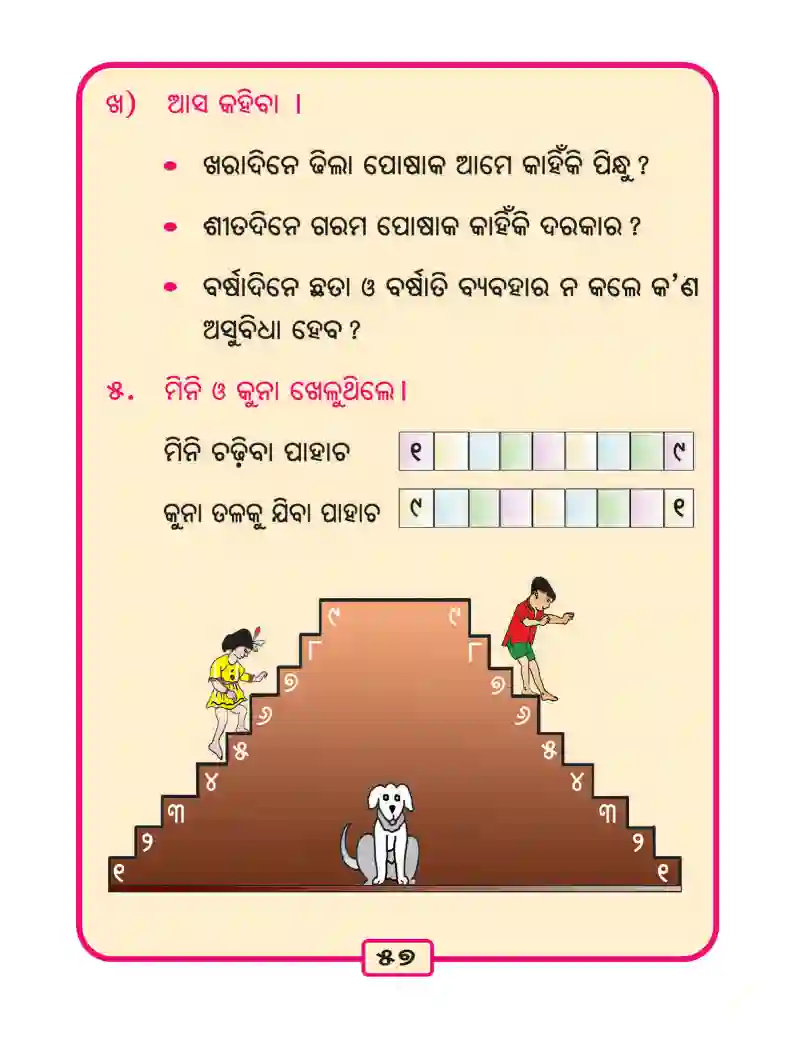 ଖ) ଆସ କହିବା ।
• ଖରାଦିନେ ଢିଲା ପୋଷାକ ଆମେ କାହିଁକି ପିନ୍ଧୁ ?
• ଶୀତଦିନେ ଗରମ ପୋଷାକ କାହିଁକି ଦରକାର ?
• ବର୍ଷାଦିନେ ଛତା ଓ ବର୍ଷାତି ବ୍ୟବହାର ନ କଲେ କ’ଣ
ଅସୁବିଧା ହେବ ?
୫. ମିନି ଓ କୁନା ଖେଳୁଥିଲେ।
ମିନି ଚଢ଼ିବା ପାହାଚ ୧ ୯
କୁନା ତଳକୁ ଯିବା ପାହାଚ ୯ ୧
୯ ୯
୮ ୮
୭ ୭
୬ ୬
୫ ୫
୪ ୪
୩ ୩
୨ ୨
୧ ୧
୫୭